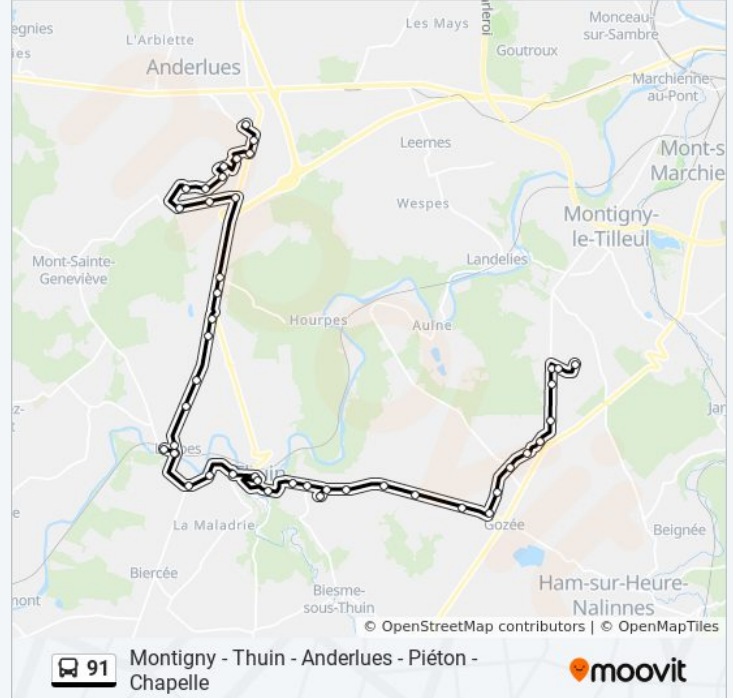 Les Mays
Monceau-
sur-Sambre
L'Arbiette
Goutroux
Anderlues
Marchienne
au-Pont
Leernes
Mont-s
Marchie
Wespes
Montigny-
le-Tilleul
Mont-Sainte-
Geneviève
Landelies
Hourpes
Aulne
Thuin
La Maladrie
Gozée
Beignée
Biercée
Biesme-
sous-Thuin
Ham-sur-Heure-
Nalinnes
© OpenStreetMap contributors | © OpenMapTiles
91
Montigny - Thuin - Anderlues - Piéton -
Chapelle
moovit